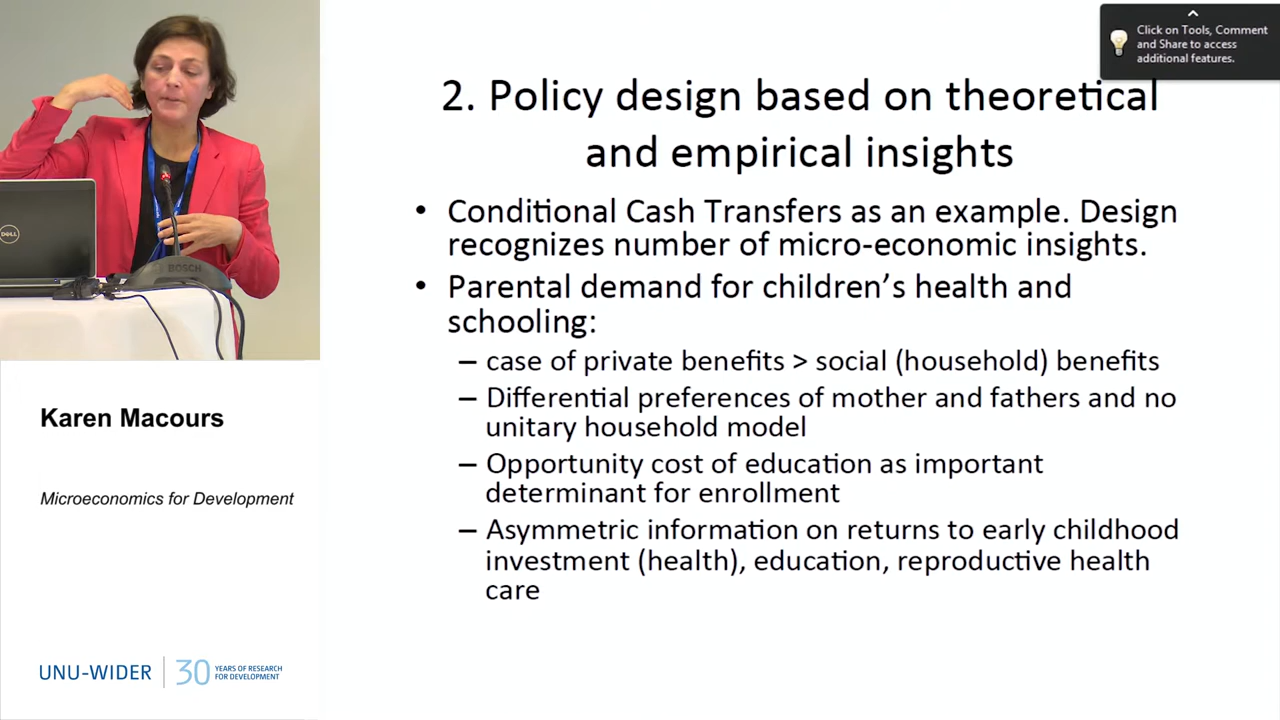 Click on Tools, Comment
and Share to access
additional features.
2. Policy design based on theoretical
and empirical insights
• Conditional Cash Transfers as an example. Design
recognizes number of micro-economic insights.
• Parental demand for children’s health and
schooling:
– case of private benefits > social (household) benefits
– Differential preferences of mother and fathers and no
unitary household model
– Opportunity cost of education as important
determinant for enrollment
– Asymmetric information on returns to early childhood
investment (health), education, reproductive health
care
DELL
BOSCH
Karen Macours
Microeconomics for Development
UNU-WIDER
30 YEARS OF RESEARCH
FOR DEVELOPMENT